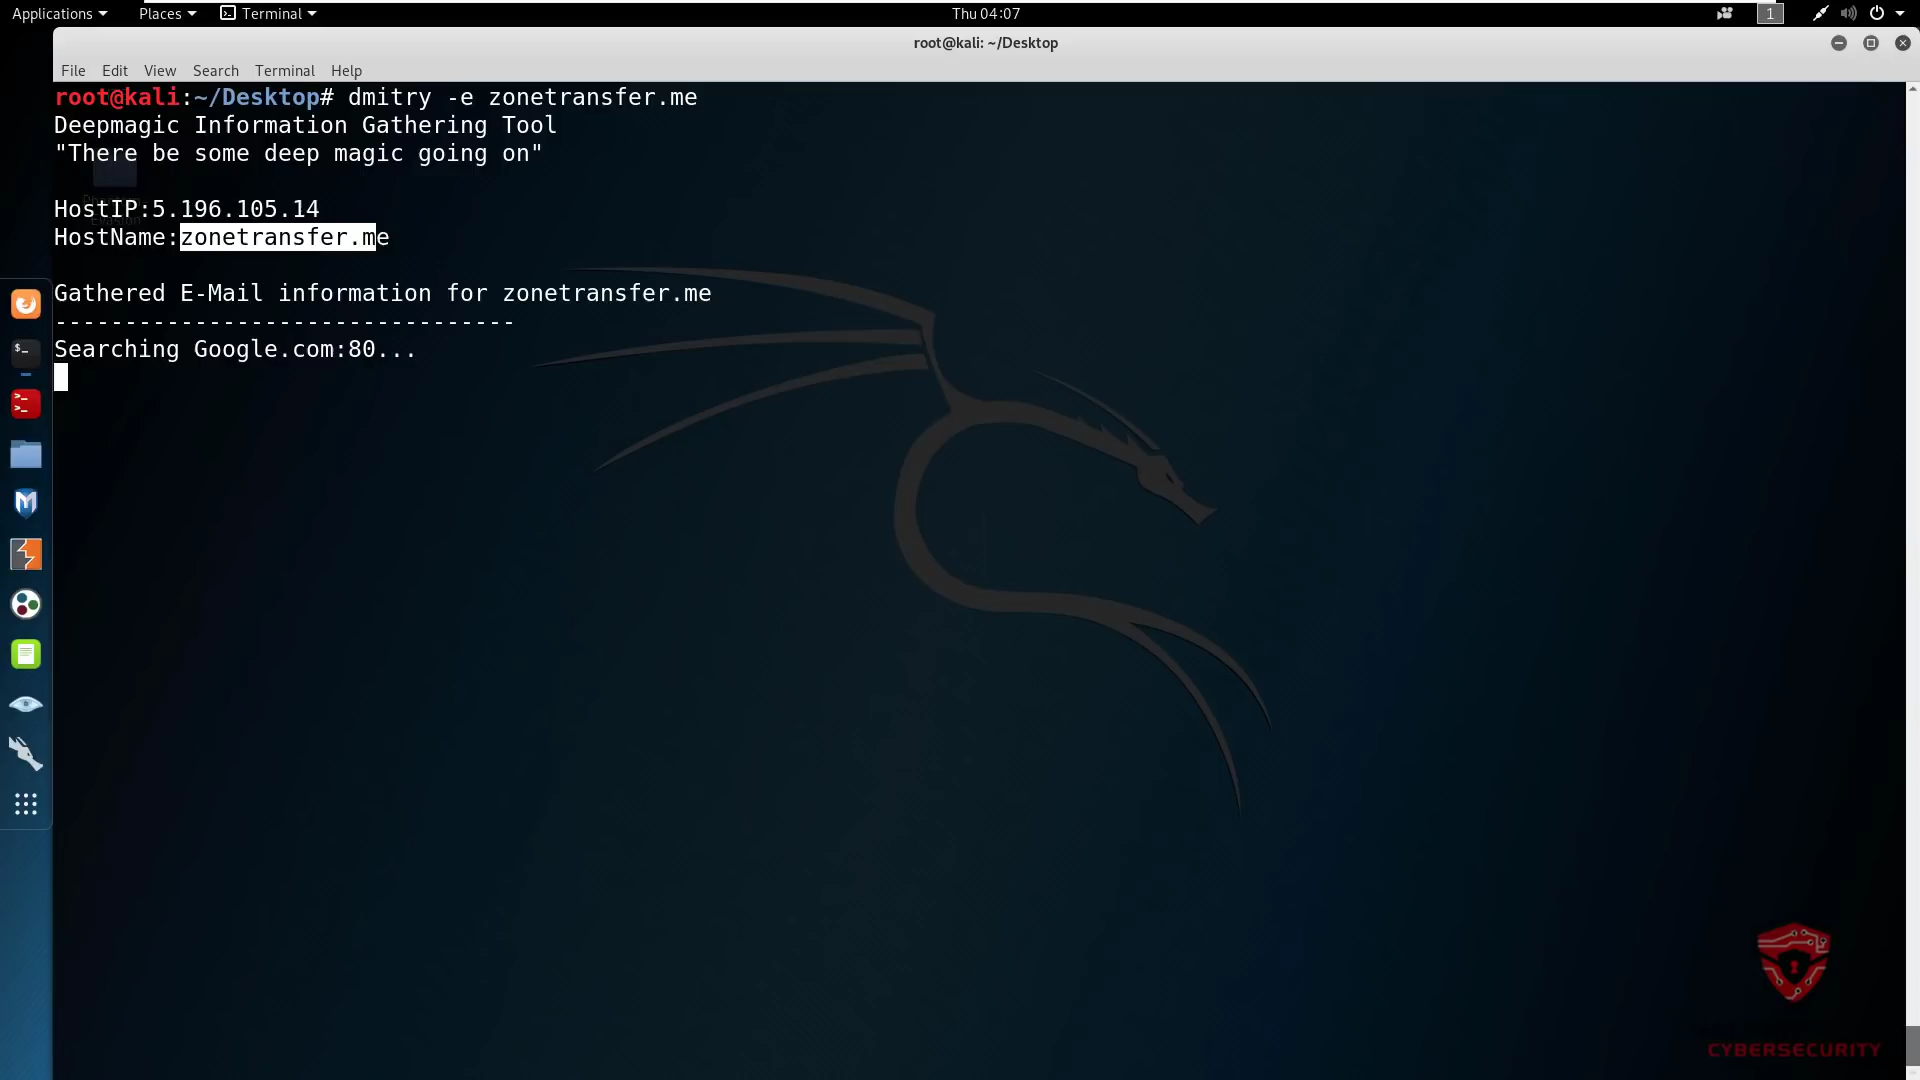 Applications Places Terminal Thu 04:07 1
root@kali: ~/Desktop
File Edit View Search Terminal Help
root@kali:~/Desktop# dmitry -e zonetransfer.me
Deepmagic Information Gathering Tool
"There be some deep magic going on"
HostIP:5.196.105.14
HostName:zonetransfer.me
Gathered E-Mail information for zonetransfer.me
---------------------------------
Searching Google.com:80...
CYBERSECURITY